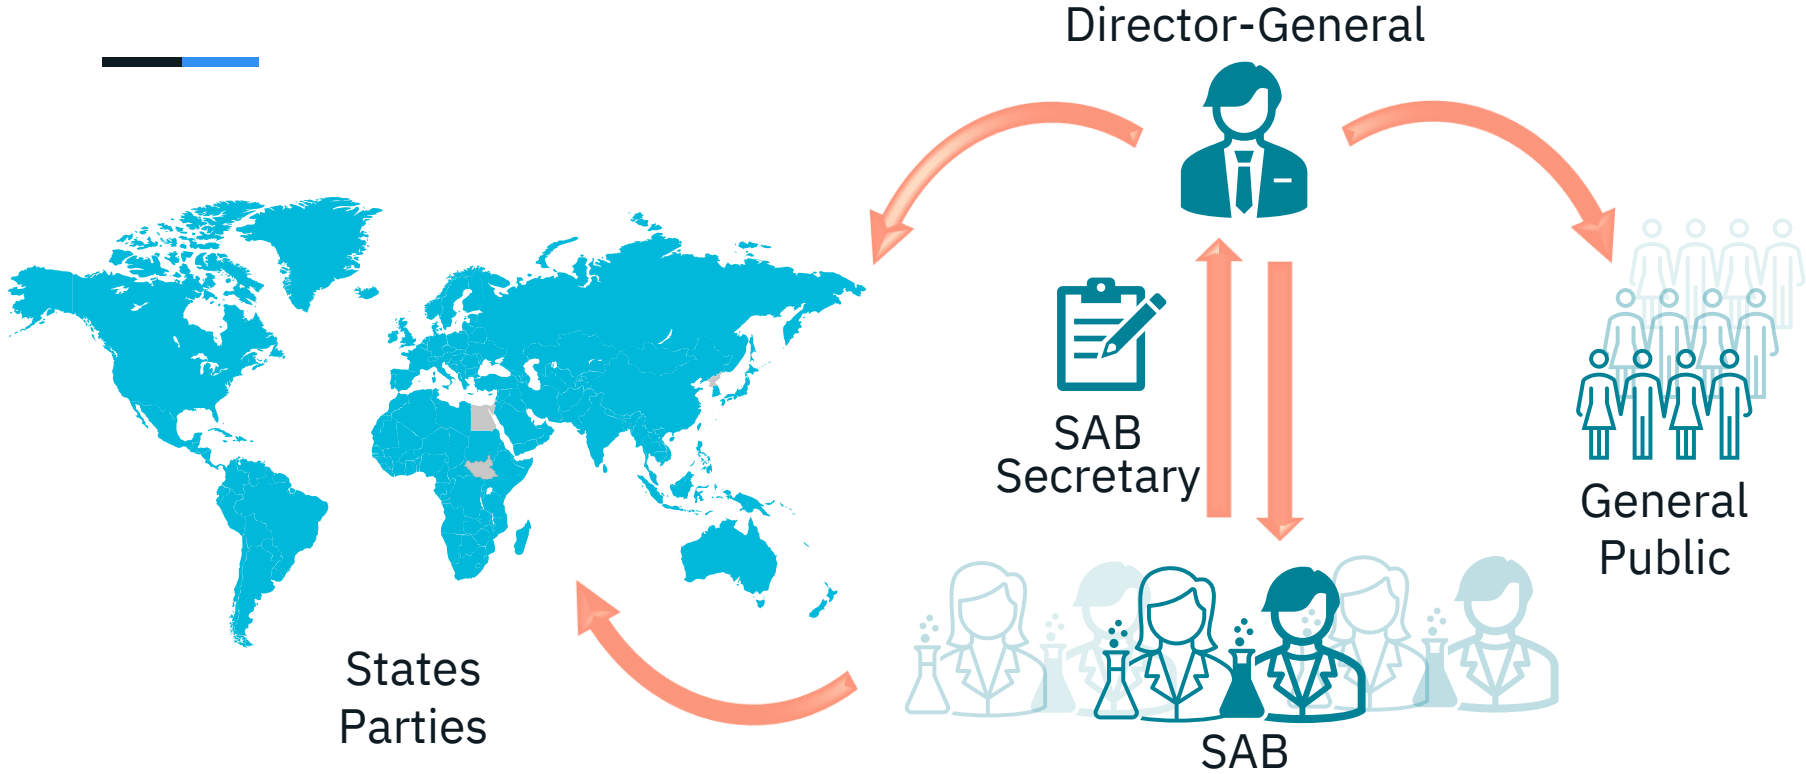 Director-General
SAB
Secretary
General
Public
States
Parties
SAB